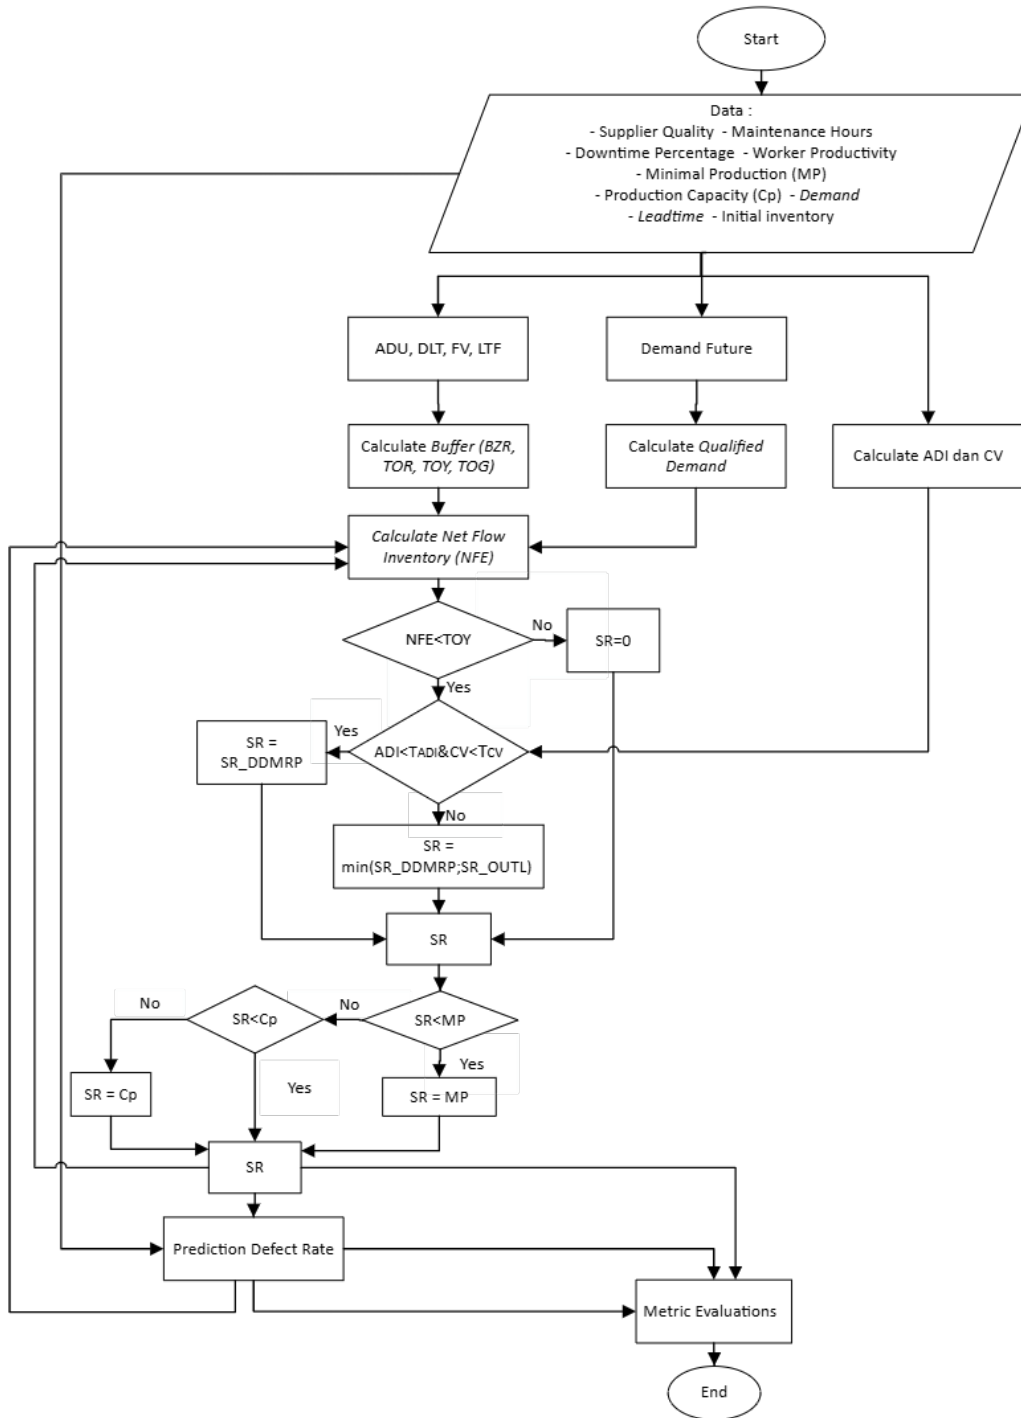 Start
Data :
- Supplier Quality - Maintenance Hours
- Downtime Percentage - Worker Productivity
- Minimal Production (MP)
- Production Capacity (Cp) - Demand
- Leadtime - Initial inventory
ADU, DLT, FV, LTF
Demand Future
Calculate Buffer (BZR,
TOR, TOY, TOG)
Calculate Qualified
Demand
Calculate ADI dan CV
Calculate Net Flow
Inventory (NFE)
NFE<TOY
No
SR=0
Yes
ADI<TADI&CV<TCV
Yes
SR =
SR_DDMRP
No
SR =
min(SR_DDMRP;SR_OUTL)
SR
SR<MP
No
SR<Cp
No
Yes
Yes
SR = Cp
SR = MP
SR
Prediction Defect Rate
Metric Evaluations
End